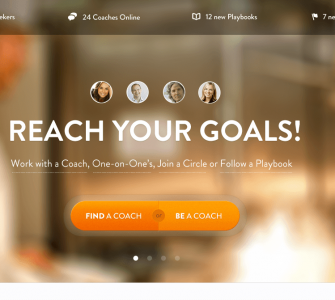 ekers
24 Coaches Online
12 new Playbooks
7 ne
REACH YOUR GOALS!
Work with a Coach, One-on-One's, Join a Circle or Follow a Playbook
FIND A COACH
or
BE A COACH